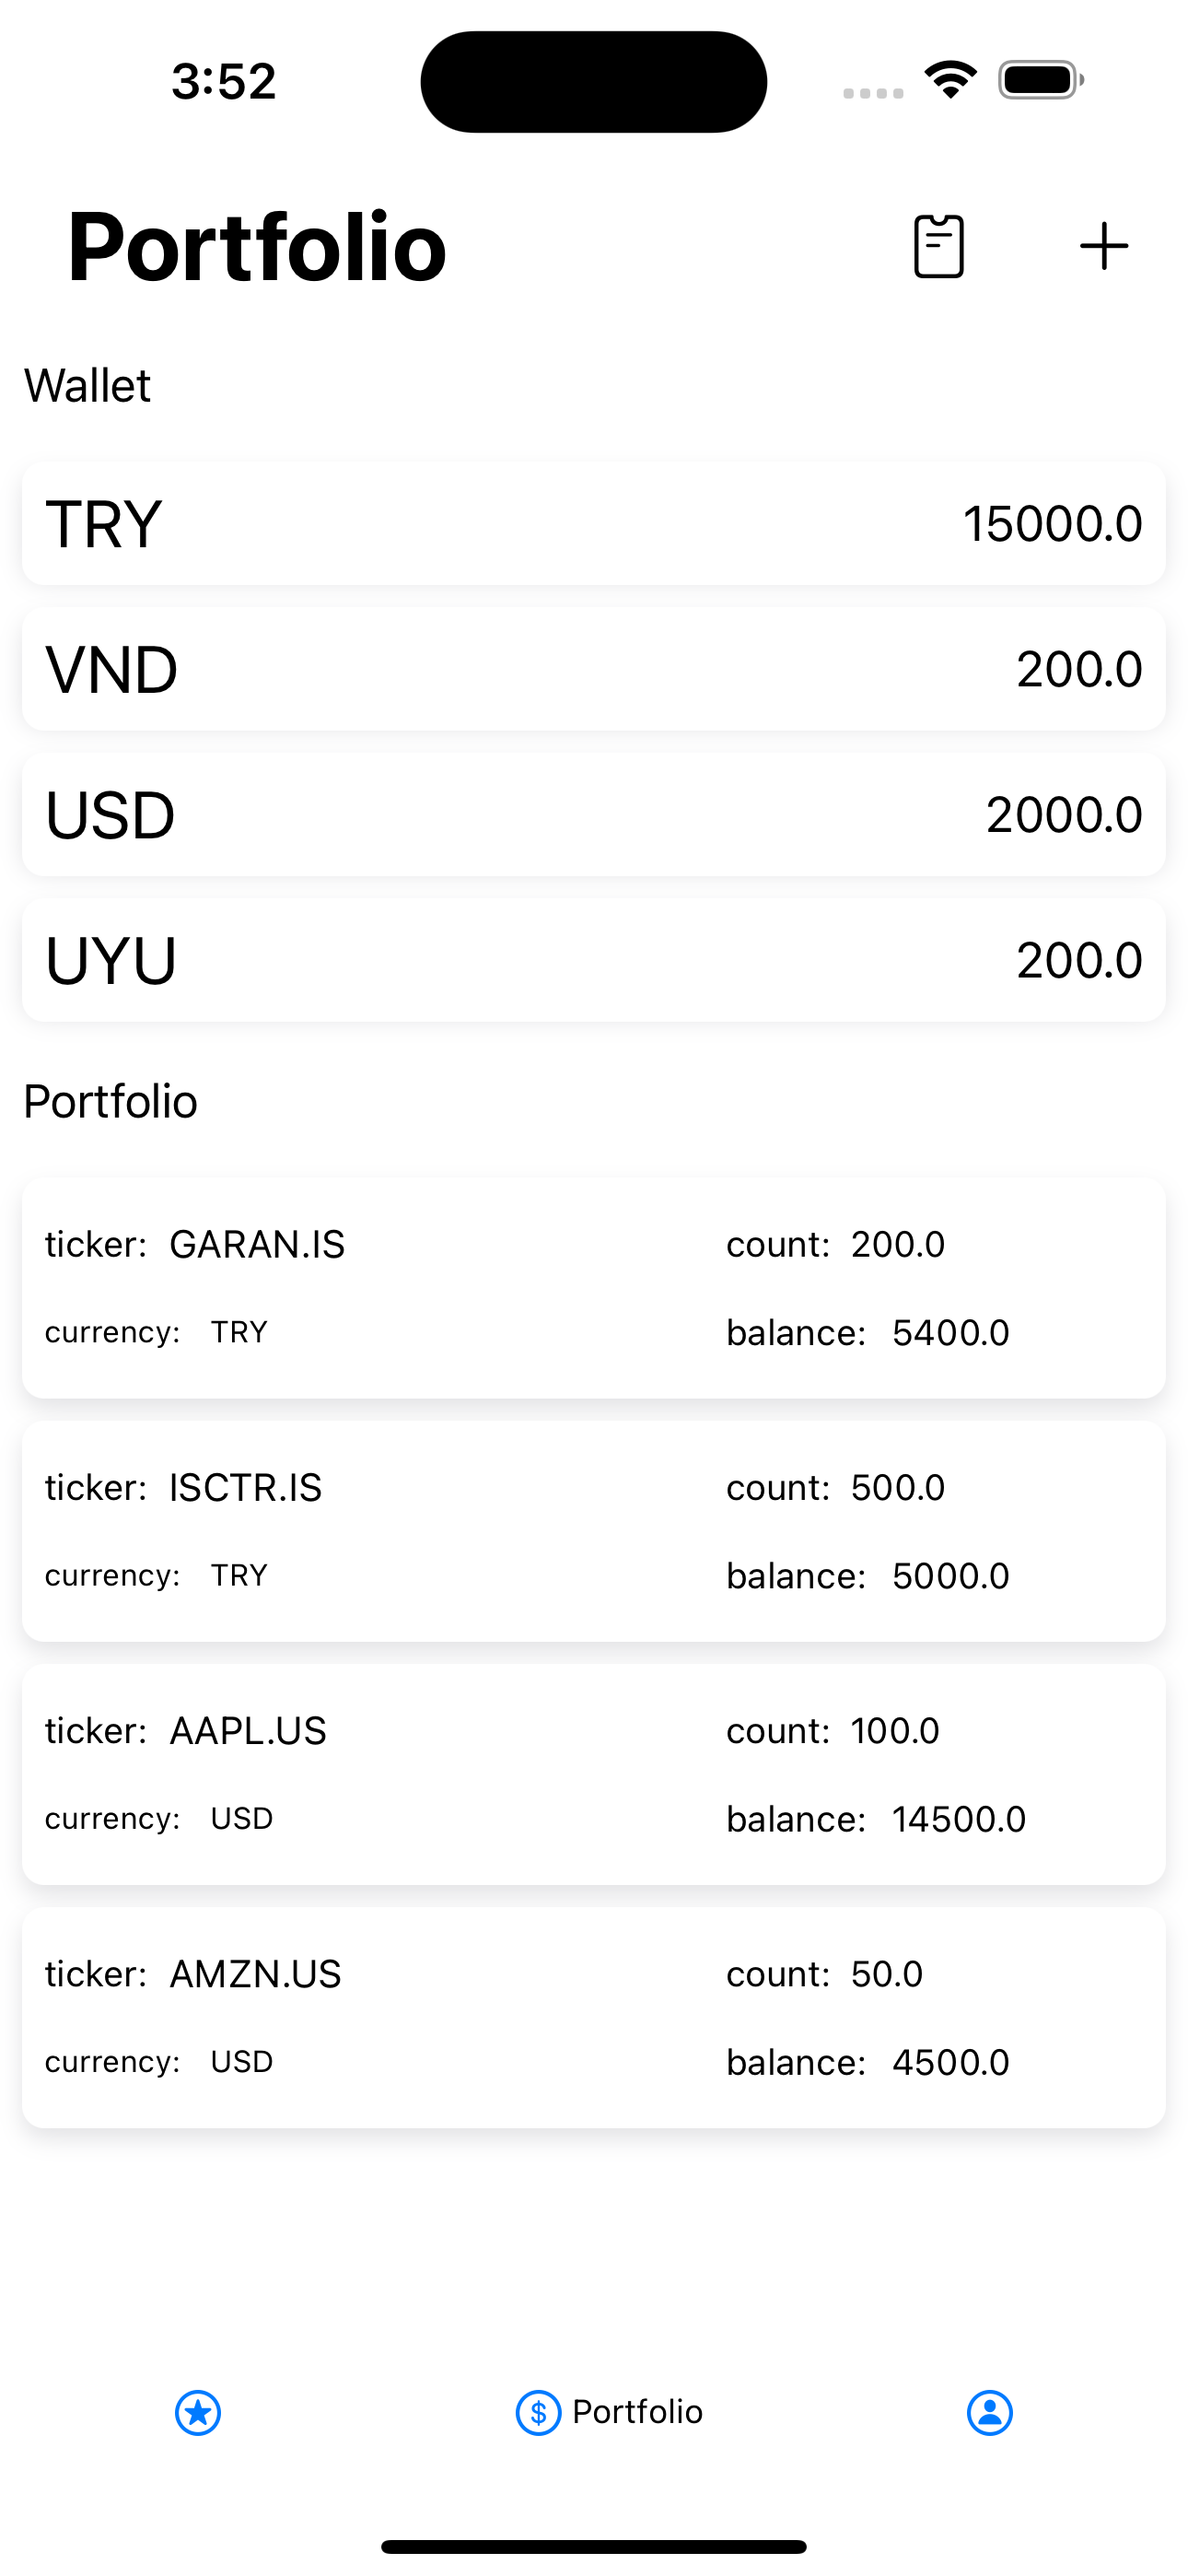 3:52
Portfolio
Wallet
TRY 15000.0
VND 200.0
USD 2000.0
UYU 200.0
Portfolio
ticker: GARAN.IS count: 200.0
currency: TRY balance: 5400.0
ticker: ISCTR.IS count: 500.0
currency: TRY balance: 5000.0
ticker: AAPL.US count: 100.0
currency: USD balance: 14500.0
ticker: AMZN.US count: 50.0
currency: USD balance: 4500.0
$ Portfolio